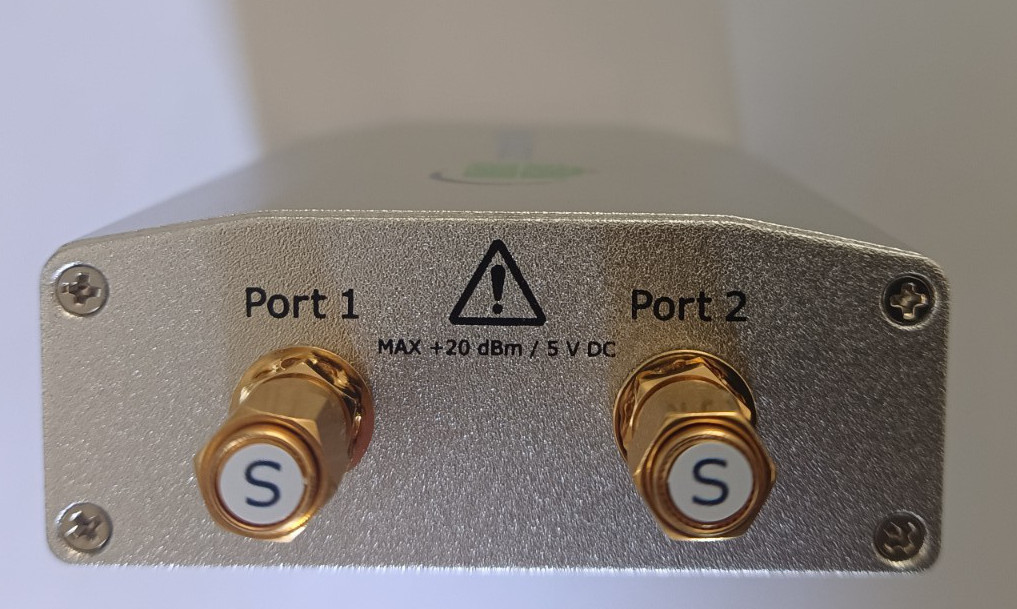 Port 1
Port 2
MAX +20 dBm / 5 V DC
S
S